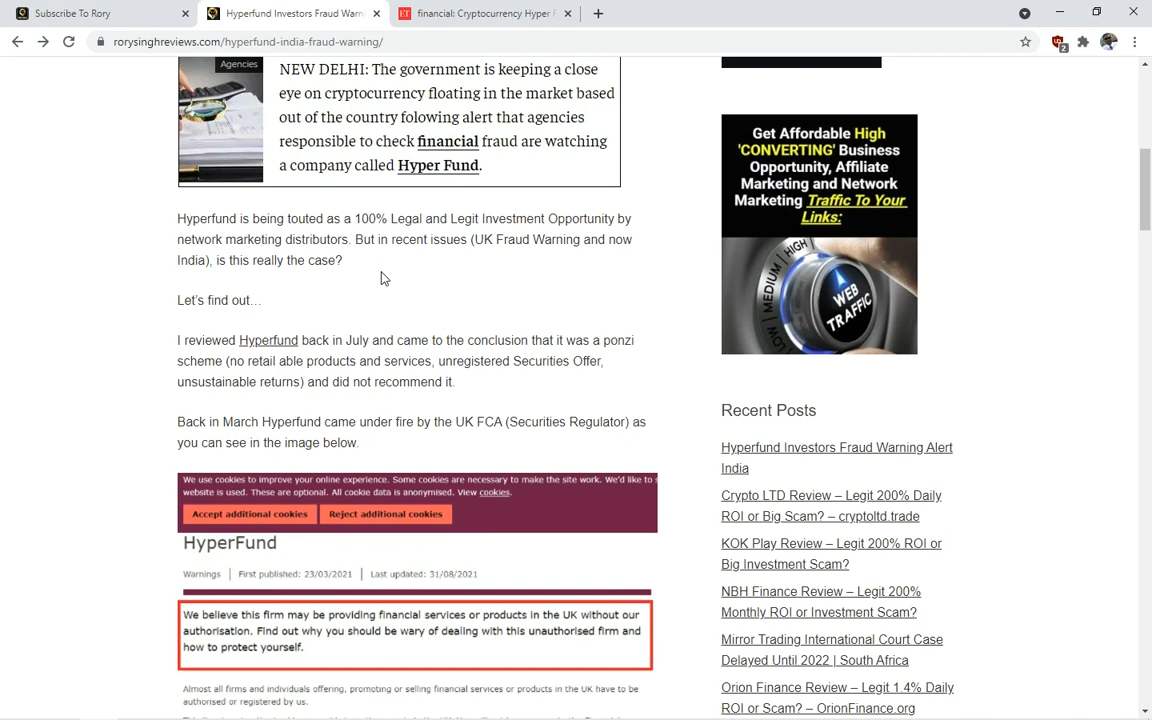 Subscribe To Rory
Hyperfund Investors Fraud Warni
ET financial: Cryptocurrency Hyper F
rorysinghreviews.com/hyperfund-india-fraud-warning/
2
Agencies
NEW DELHI: The government is keeping a close
eye on cryptocurrency floating in the market based
out of the country folowing alert that agencies
responsible to check financial fraud are watching
a company called Hyper Fund.
Hyperfund is being touted as a 100% Legal and Legit Investment Opportunity by
network marketing distributors. But in recent issues (UK Fraud Warning and now
India), is this really the case?
Let's find out...
I reviewed Hyperfund back in July and came to the conclusion that it was a ponzi
scheme (no retail able products and services, unregistered Securities Offer,
unsustainable returns) and did not recommend it.
Back in March Hyperfund came under fire by the UK FCA (Securities Regulator) as
you can see in the image below.
We use cookies to improve your online experience. Some cookies are necessary to make the site work. We'd like to
website is used. These are optional. All cookie data is anonymised. View cookies.
Accept additional cookies Reject additional cookies
HyperFund
Warnings | First published: 23/03/2021 | Last updated: 31/08/2021
We believe this firm may be providing financial services or products in the UK without our
authorisation. Find out why you should be wary of dealing with this unauthorised firm and
how to protect yourself.
Almost all firms and individuals offering, promoting or selling financial services or products in the UK have to be
authorised or registered by us.
Get Affordable High
'CONVERTING' Business
Opportunity, Affiliate
Marketing and Network
Marketing Traffic To Your
Links:
LOW MEDIUM HIGH
WEB
TRAFFIC
Recent Posts
Hyperfund Investors Fraud Warning Alert
India
Crypto LTD Review – Legit 200% Daily
ROI or Big Scam? – cryptoltd.trade
KOK Play Review – Legit 200% ROI or
Big Investment Scam?
NBH Finance Review – Legit 200%
Monthly ROI or Investment Scam?
Mirror Trading International Court Case
Delayed Until 2022 | South Africa
Orion Finance Review – Legit 1.4% Daily
ROI or Scam? – OrionFinance.org